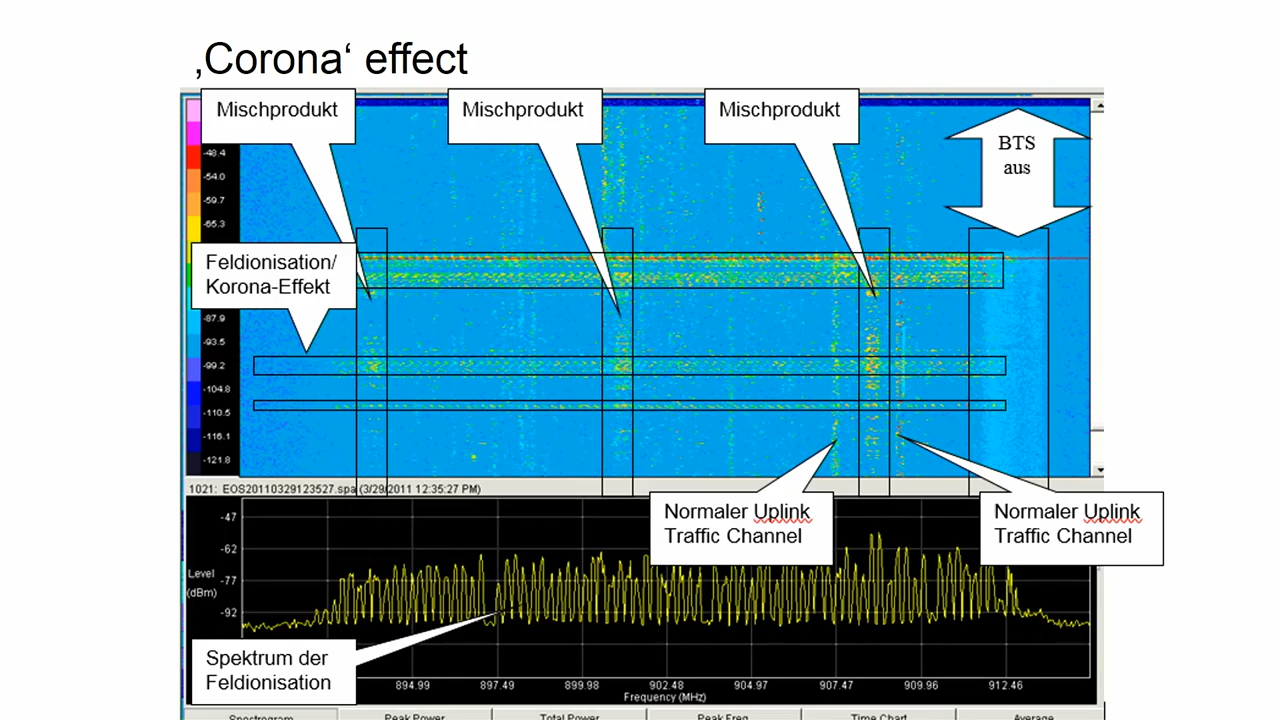 ‚Corona‘ effect
Mischprodukt
Mischprodukt
Mischprodukt
BTS
aus
-48.4
-54.0
-59.7
-65.3
Feldionisation/
Korona-Effekt
-87.9
-93.5
-99.2
-104.8
-110.5
-116.1
-121.8
1021: EOS20110329123527.spa (3/29/2011 12:35:27 PM)
Normaler Uplink
Traffic Channel
Normaler Uplink
Traffic Channel
-47
-62
Level
-77
(dBm)
-92
Spektrum der
Feldionisation
894.99 897.49 899.98 902.48 904.97 907.47 909.96 912.46
Frequency (MHz)
Spectrogram Peak Power Total Power Peak Freq. Time Chart Average